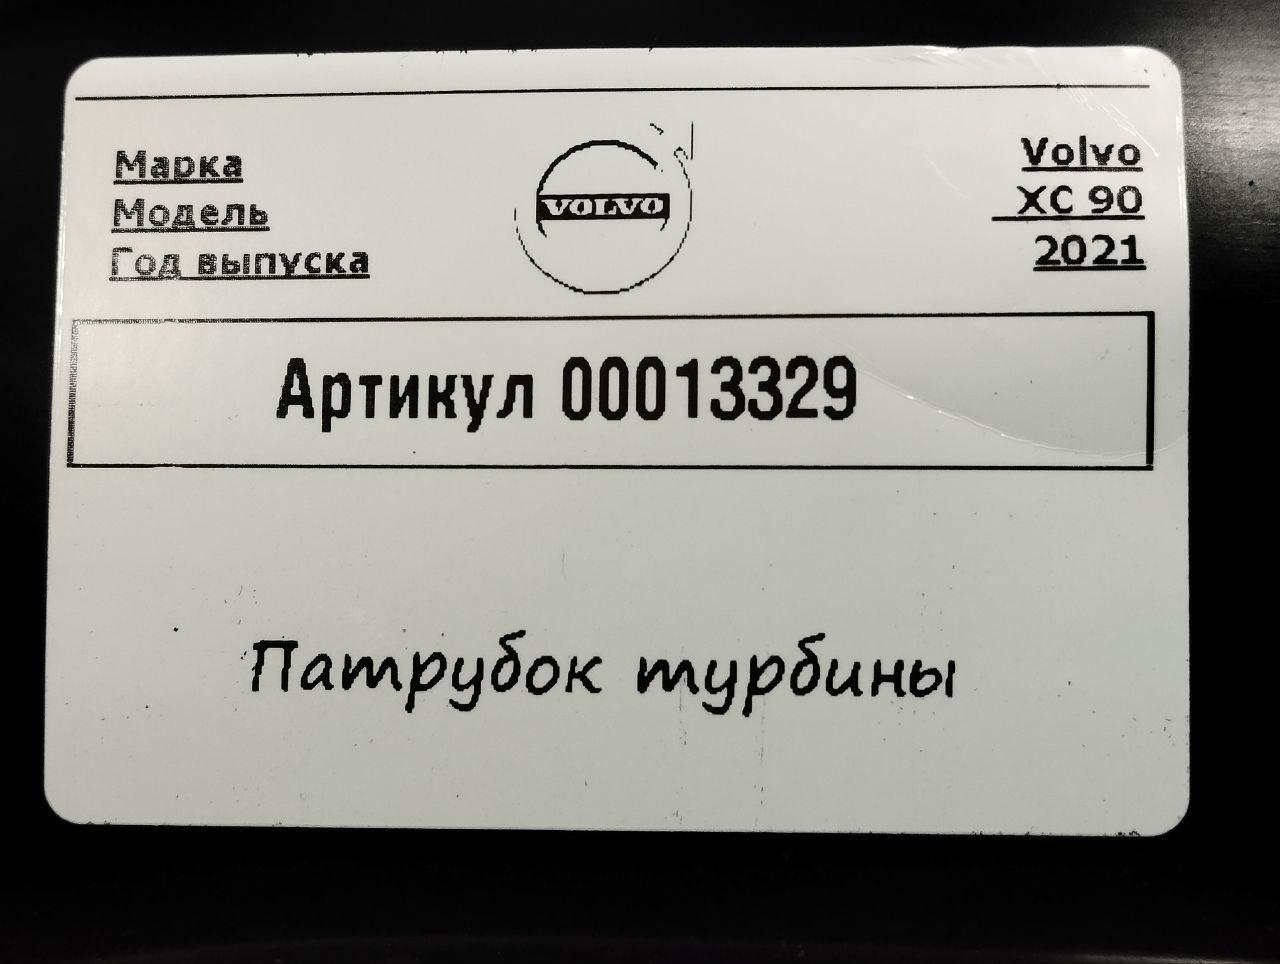 Марка
Volvo
VOLVO
Модель
XC 90
Год выпуска
2021
Артикул 00013329
Патрубок турбины